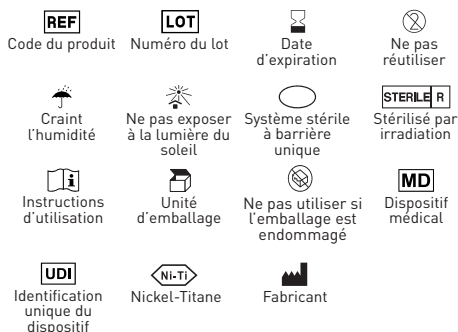 REF
LOT
Code du produit
Numéro du lot
Date
d'expiration
Ne pas
réutiliser
STERILE R
Craint
l'humidité
Ne pas exposer
à la lumière du
soleil
Système stérile
à barrière
unique
Stérilisé par
irradiation
i
MD
Instructions
d'utilisation
Unité
d'emballage
Ne pas utiliser si
l'emballage est
endommagé
Dispositif
médical
UDI
Ni-Ti
Identification
unique du
dispositif
Nickel-Titane
Fabricant